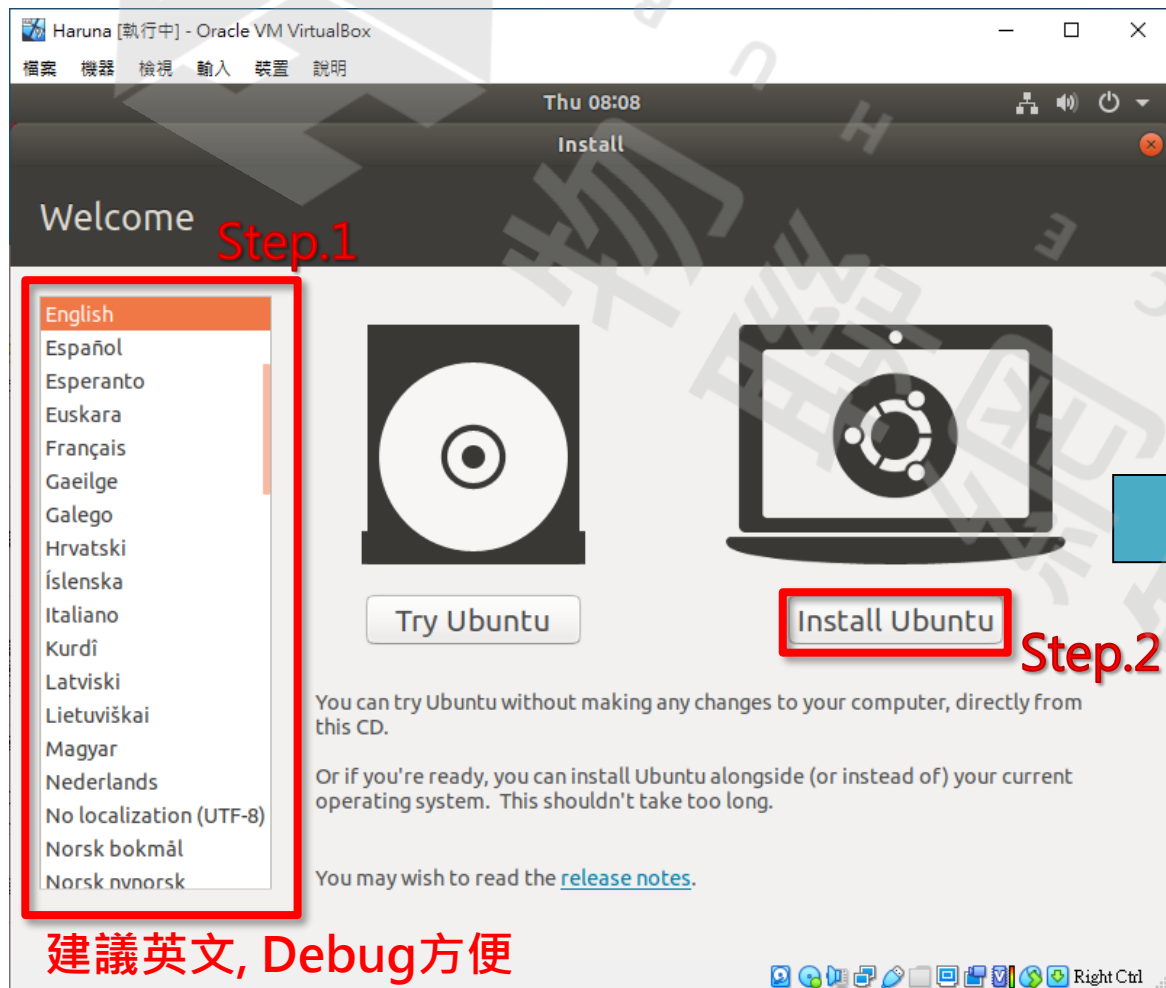 Haruna [執行中] - Oracle VM VirtualBox
檔案 機器 檢視 輸入 裝置 說明
Thu 08:08
Install
Welcome
Step.1
English
Español
Esperanto
Euskara
Français
Gaeilge
Galego
Hrvatski
Íslenska
Italiano
Kurdî
Latviski
Lietuviškai
Magyar
Nederlands
No localization (UTF-8)
Norsk bokmål
Norsk nynorsk
Try Ubuntu
Install Ubuntu
Step.2
You can try Ubuntu without making any changes to your computer, directly from
this CD.
Or if you're ready, you can install Ubuntu alongside (or instead of) your current
operating system. This shouldn't take too long.
You may wish to read the release notes.
建議英文, Debug方便
Right Ctrl
物聯網